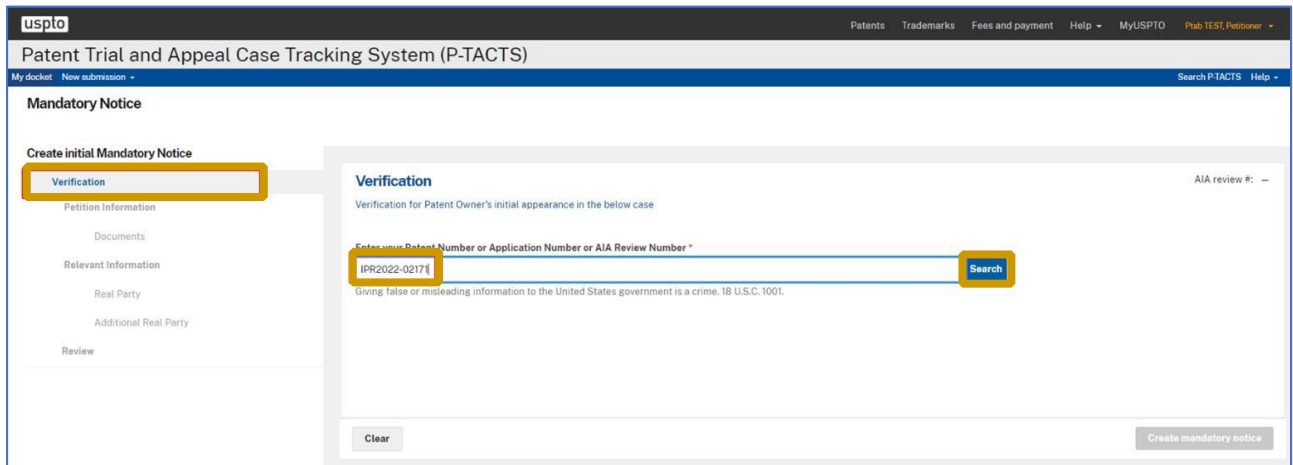 uspto
Patents Trademarks Fees and payment Help MyUSPTO Ptab TEST, Petitioner
Patent Trial and Appeal Case Tracking System (P-TACTS)
My docket New submission Search P-TACTS Help
Mandatory Notice
Create initial Mandatory Notice
Verification
Petition Information
Documents
Relevant Information
Real Party
Additional Real Party
Review
Verification
AIA review #: —
Verification for Patent Owner's initial appearance in the below case
Enter your Patent Number or Application Number or AIA Review Number *
IPR2022-02171
Search
Giving false or misleading information to the United States government is a crime. 18 U.S.C. 1001.
Clear
Create mandatory notice